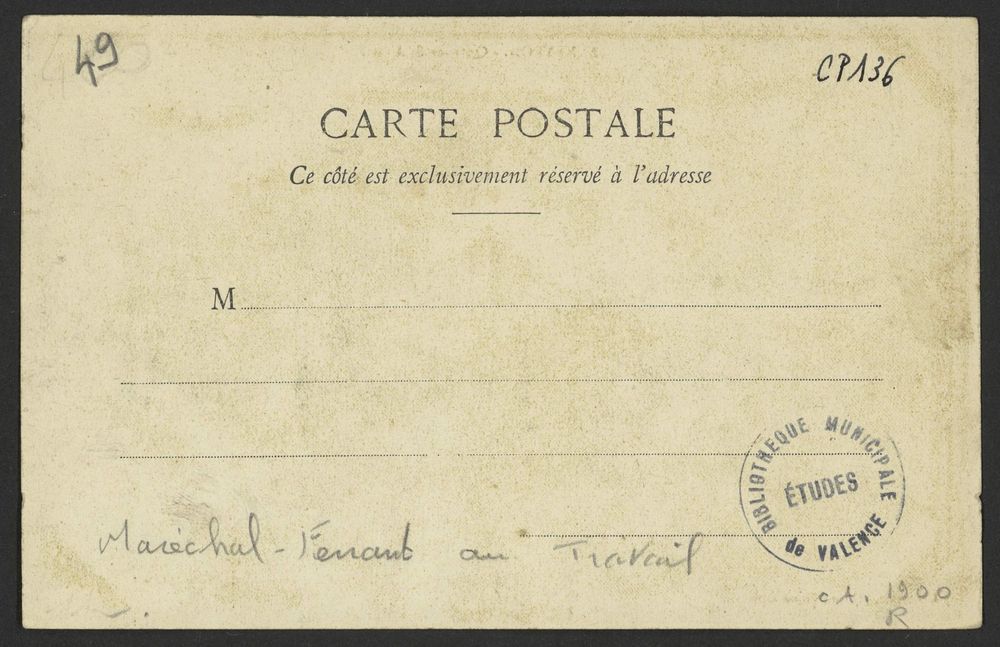 49
CP136
CARTE POSTALE
Ce côté est exclusivement réservé à l'adresse
M
BIBLIOTHEQUE MUNICIPALE
ÉTUDES
de VALENCE
Maréchal-Ferrant au Travail
cA. 1900
R